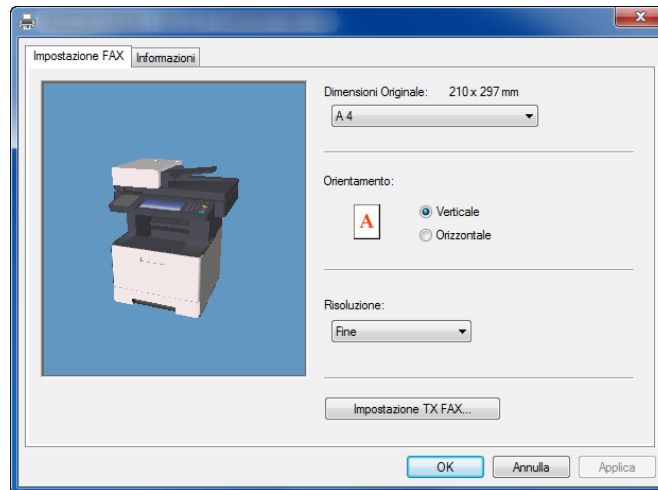 Impostazione FAX
Informazioni
Dimensioni Originale: 210 x 297 mm
A 4
Orientamento:
A
Verticale
Orizzontale
Risoluzione:
Fine
Impostazione TX FAX...
OK
Annulla
Applica